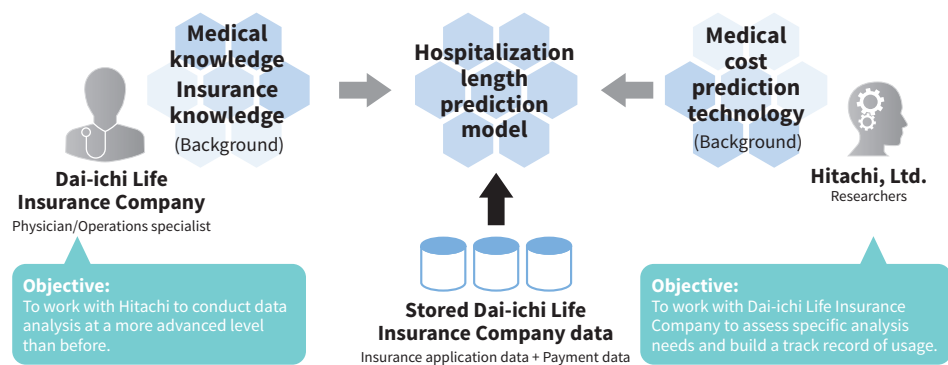 Medical
knowledge
Insurance
knowledge
(Background)
Dai-ichi Life
Insurance Company
Physician/Operations specialist
Objective:
To work with Hitachi to conduct data
analysis at a more advanced level
than before.
Hospitalization
length
prediction
model
Stored Dai-ichi Life
Insurance Company data
Insurance application data + Payment data
Medical
cost
prediction
technology
(Background)
Hitachi, Ltd.
Researchers
Objective:
To work with Dai-ichi Life Insurance
Company to assess specific analysis
needs and build a track record of usage.